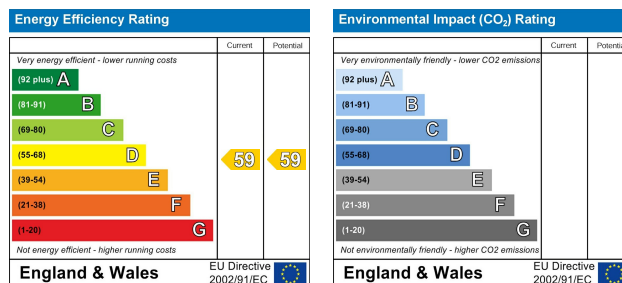 Energy Efficiency Rating
Current Potential
Very energy efficient - lower running costs
(92 plus) A
(81-91) B
(69-80) C
(55-68) D
59 59
(39-54) E
(21-38) F
(1-20) G
Not energy efficient - higher running costs
England & Wales
EU Directive
2002/91/EC
Environmental Impact (CO₂) Rating
Current Potential
Very environmentally friendly - lower CO2 emissions
(92 plus) A
(81-91) B
(69-80) C
(55-68) D
(39-54) E
(21-38) F
(1-20) G
Not environmentally friendly - higher CO2 emissions
England & Wales
EU Directive
2002/91/EC